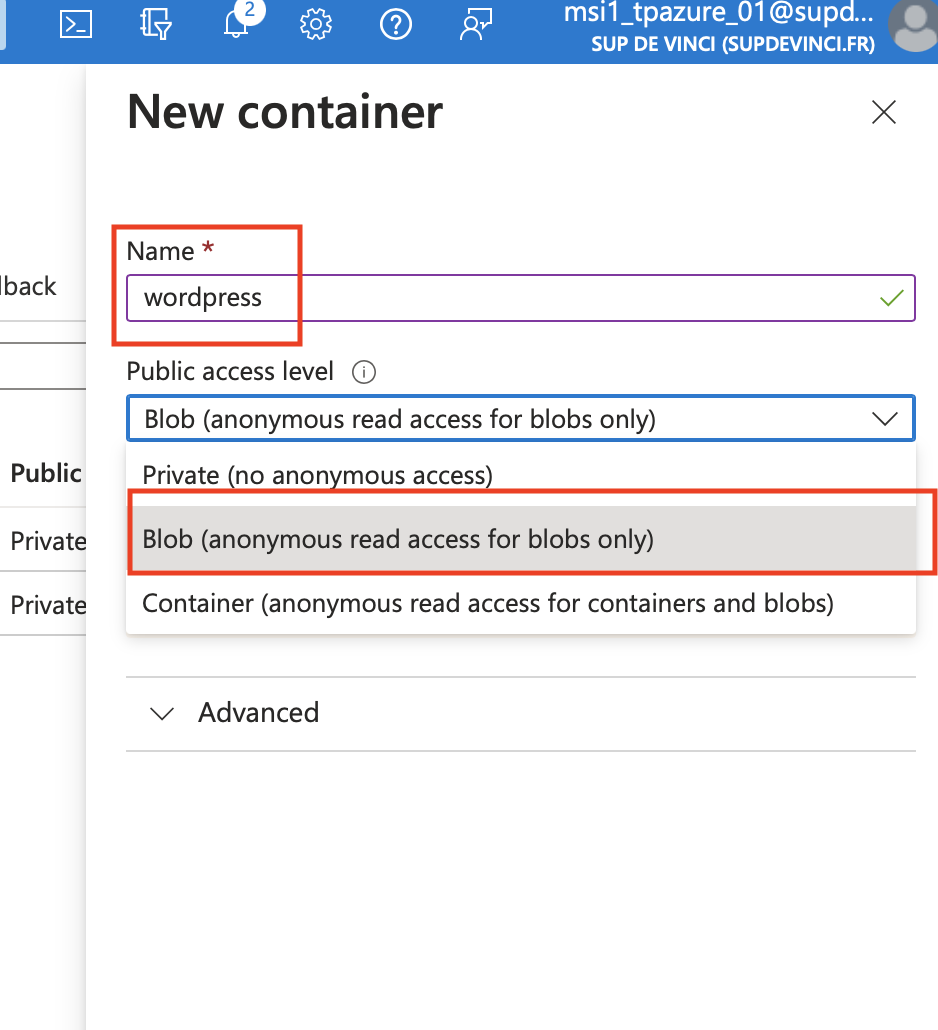 2
msi1_tpazure_01@supd...
SUP DE VINCI (SUPDEVINCI.FR)
New container
Name *
lback
wordpress
Public access level
Blob (anonymous read access for blobs only)
Public
Private (no anonymous access)
Private
Blob (anonymous read access for blobs only)
Private
Container (anonymous read access for containers and blobs)
Advanced